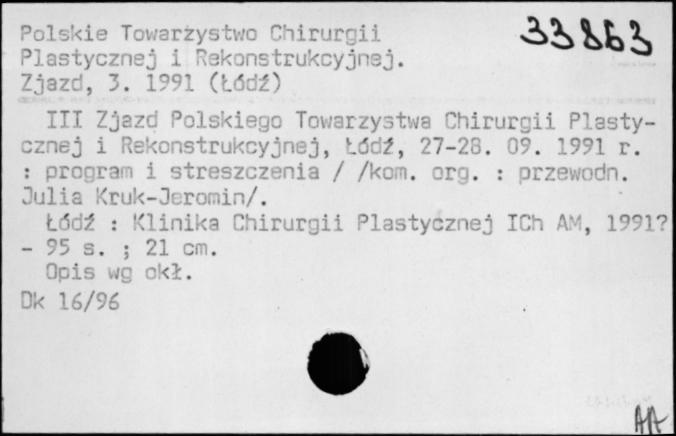 33863
Polskie Towarzystwo Chirurgii
Plastycznej i Rekonstrukcyjnej.
Zjazd, 3. 1991 (Łódź)
III Zjazd Polskiego Towarzystwa Chirurgii Plasty-
cznej i Rekonstrukcyjnej, Łódź, 27-28. 09. 1991 r.
: program i streszczenia / /kom. org. : przewodn.
Julia Kruk-Jeromin/.
Łódź : Klinika Chirurgii Plastycznej ICh AM, 1991?
- 95 s. ; 21 cm.
Opis wg okł.
Dk 16/96
AA